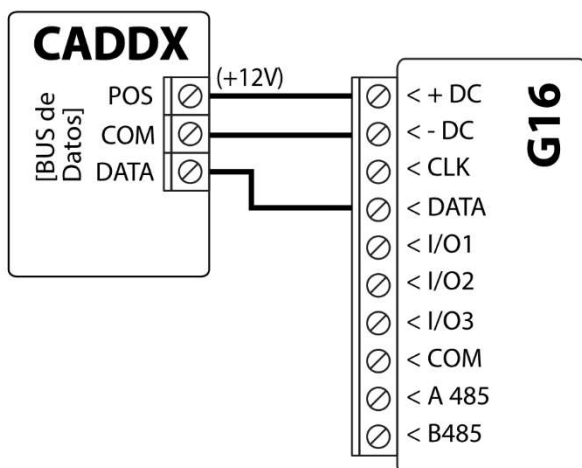 CADDX
[BUS de
Datos]
POS
COM
DATA
(+12V)
G16
< + DC
< - DC
< CLK
< DATA
< I/O1
< I/O2
< I/O3
< COM
< A 485
< B485